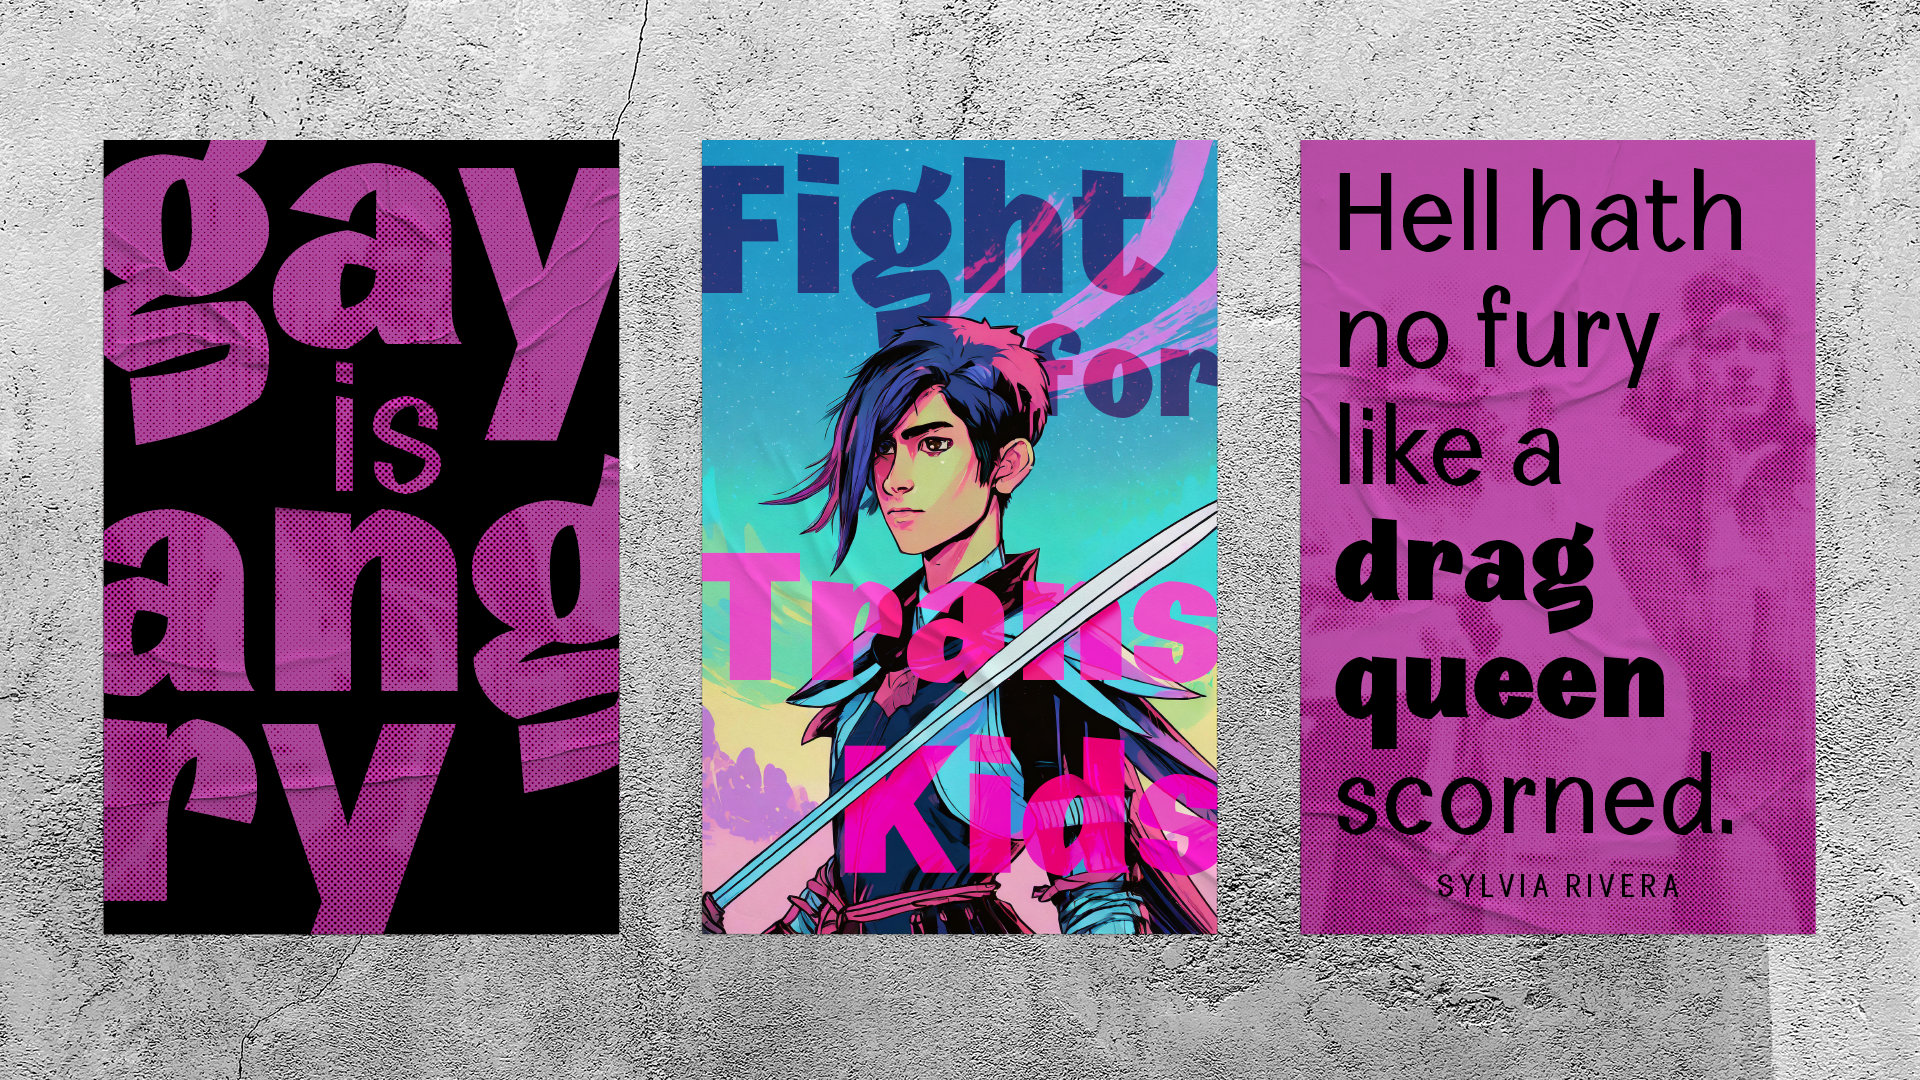 gay
is
ang
ry
Fight
for
Trans
Kids
Hell hath
no fury
like a
drag
queen
scorned.
SYLVIA RIVERA